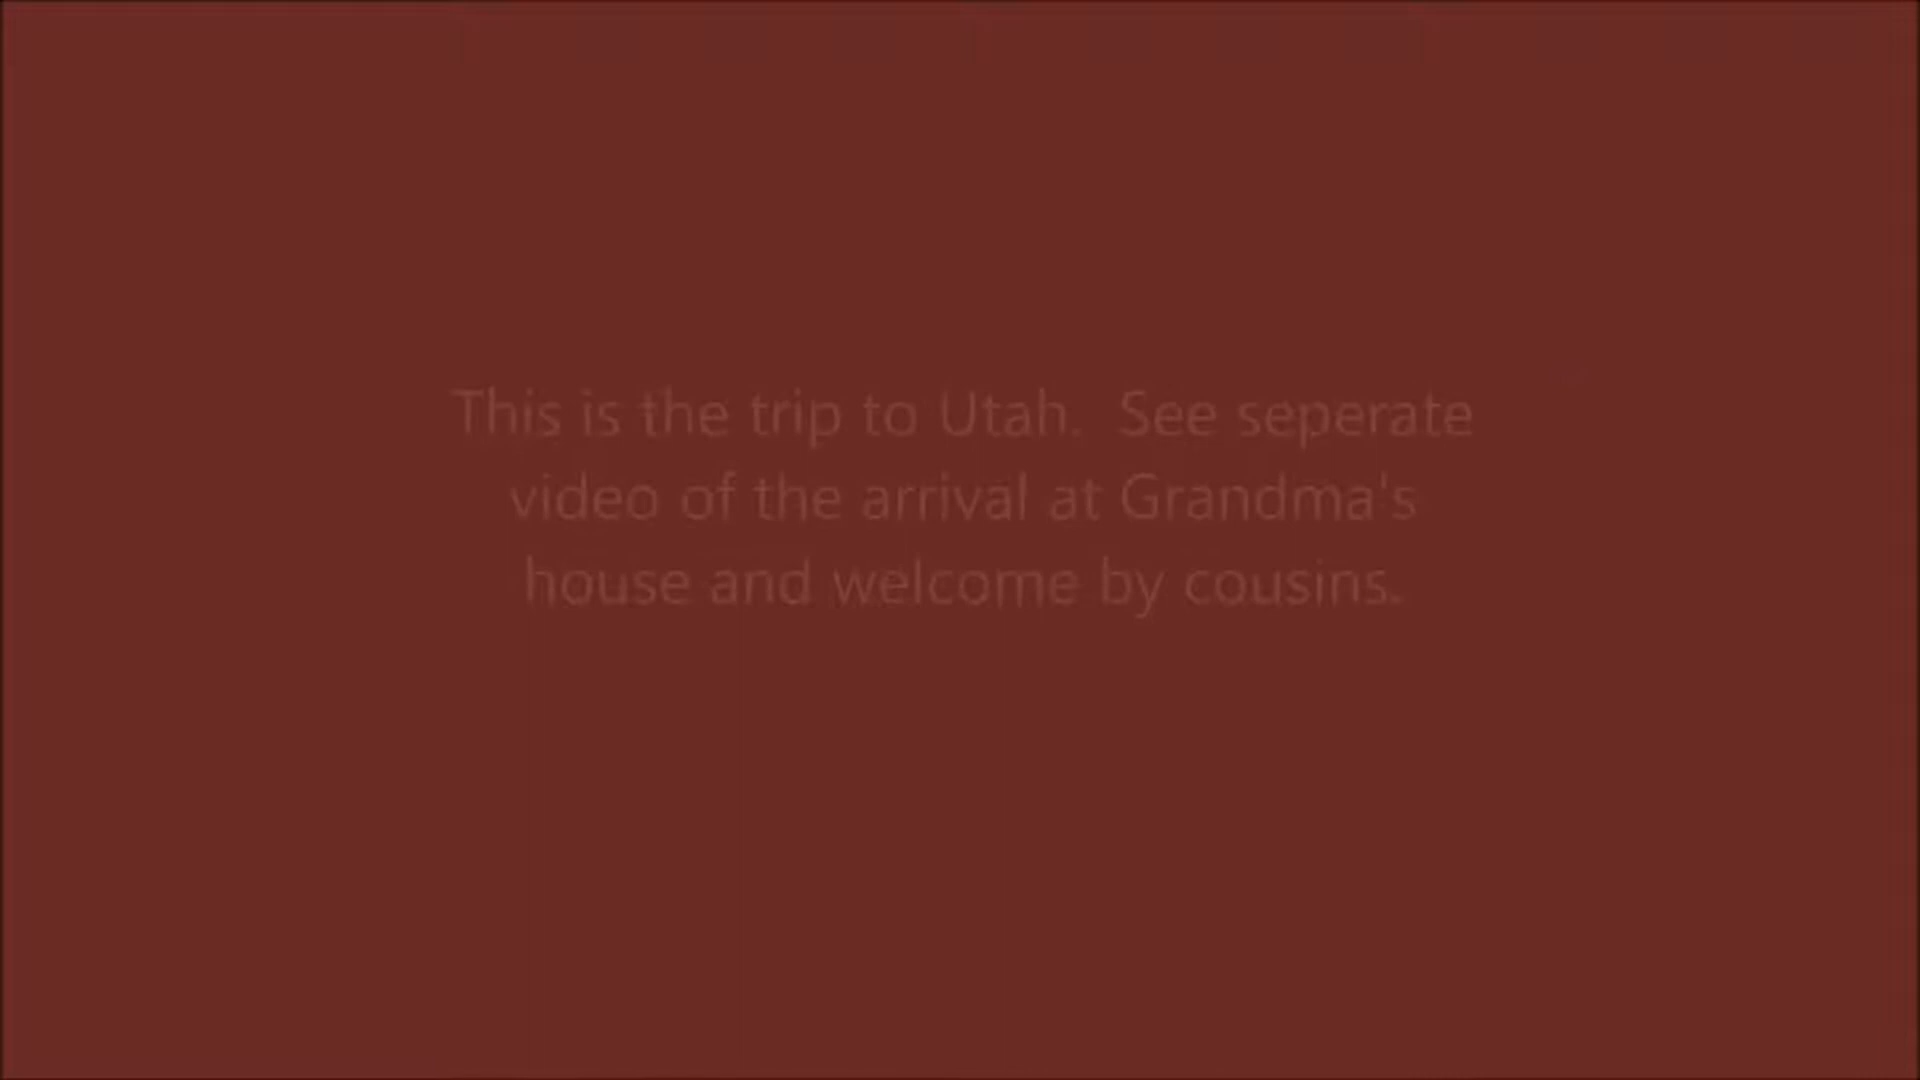 This is the trip to Utah.  See seperate
video of the arrival at Grandma's
house and welcome by cousins.